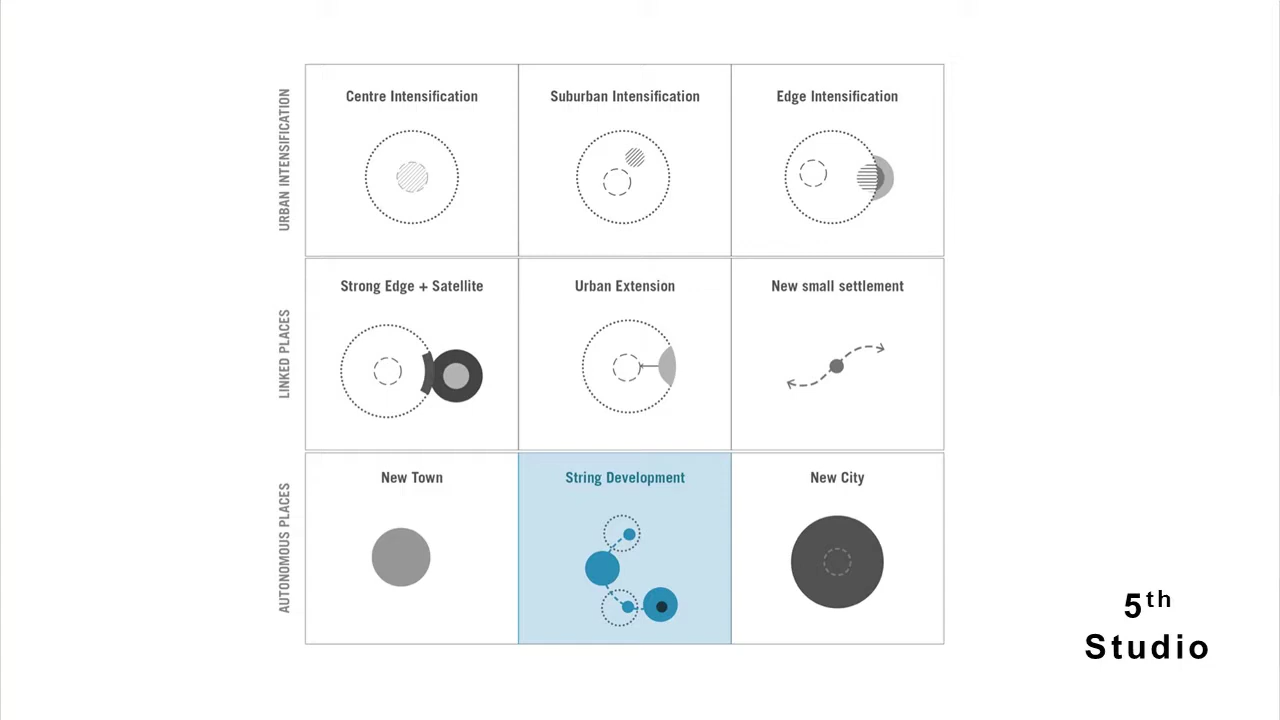 URBAN INTENSIFICATION
Centre Intensification
Suburban Intensification
Edge Intensification
LINKED PLACES
Strong Edge + Satellite
Urban Extension
New small settlement
AUTONOMOUS PLACES
New Town
String Development
New City
5th
Studio